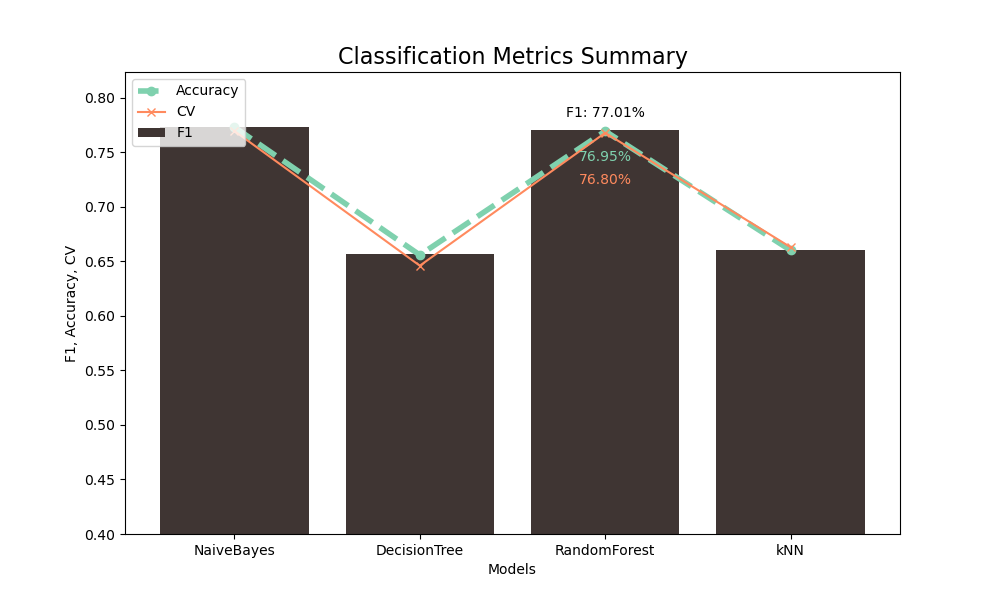 Classification Metrics Summary
Accuracy
CV
F1
F1: 77.01%
76.95%
76.80%
F1, Accuracy, CV
0.80
0.75
0.70
0.65
0.60
0.55
0.50
0.45
0.40
NaiveBayes DecisionTree RandomForest kNN
Models